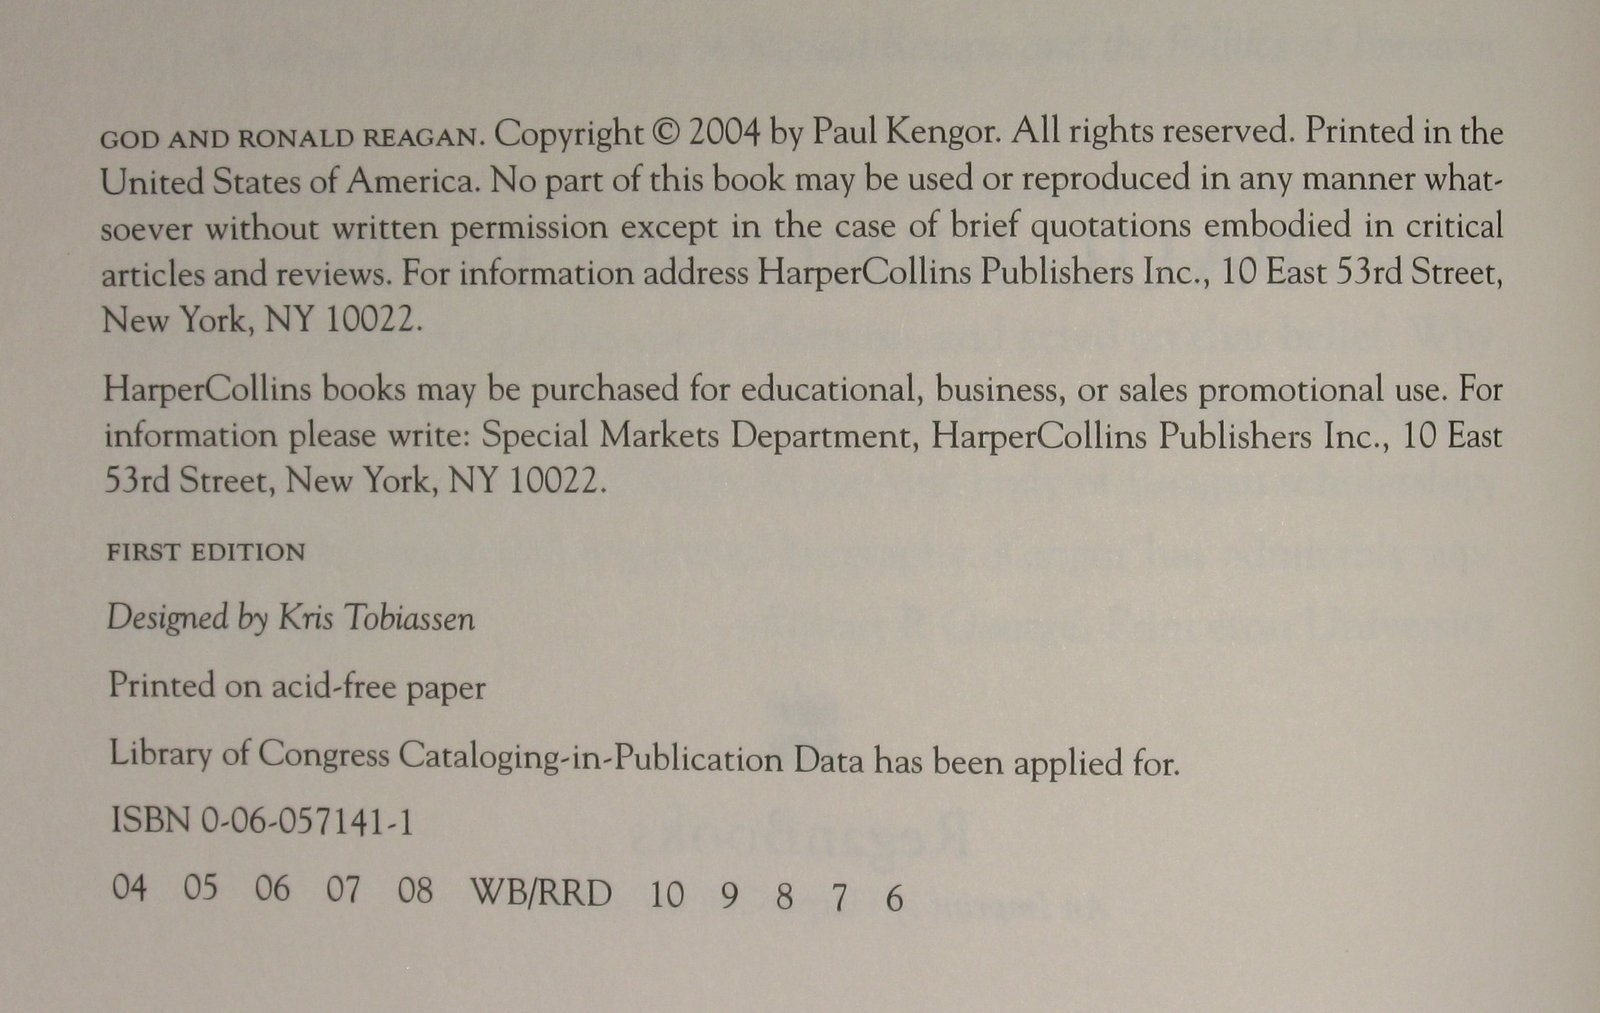 GOD AND RONALD REAGAN. Copyright © 2004 by Paul Kengor. All rights reserved. Printed in the
United States of America. No part of this book may be used or reproduced in any manner what-
soever without written permission except in the case of brief quotations embodied in critical
articles and reviews. For information address HarperCollins Publishers Inc., 10 East 53rd Street,
New York, NY 10022.
HarperCollins books may be purchased for educational, business, or sales promotional use. For
information please write: Special Markets Department, HarperCollins Publishers Inc., 10 East
53rd Street, New York, NY 10022.
FIRST EDITION
Designed by Kris Tobiassen
Printed on acid-free paper
Library of Congress Cataloging-in-Publication Data has been applied for.
ISBN 0-06-057141-1
04 05 06 07 08 WB/RRD 10 9 8 7 6